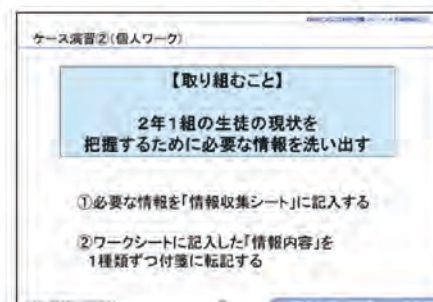 ケース演習②(個人ワーク)
【取り組むこと】
2年1組の生徒の現状を
把握するために必要な情報を洗い出す
①必要な情報を「情報収集シート」に記入する
②ワークシートに記入した「情報内容」を
1種類ずつ付箋に転記する